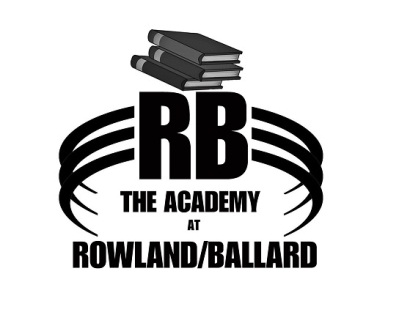 RB
THE ACADEMY
AT
ROWLAND/BALLARD